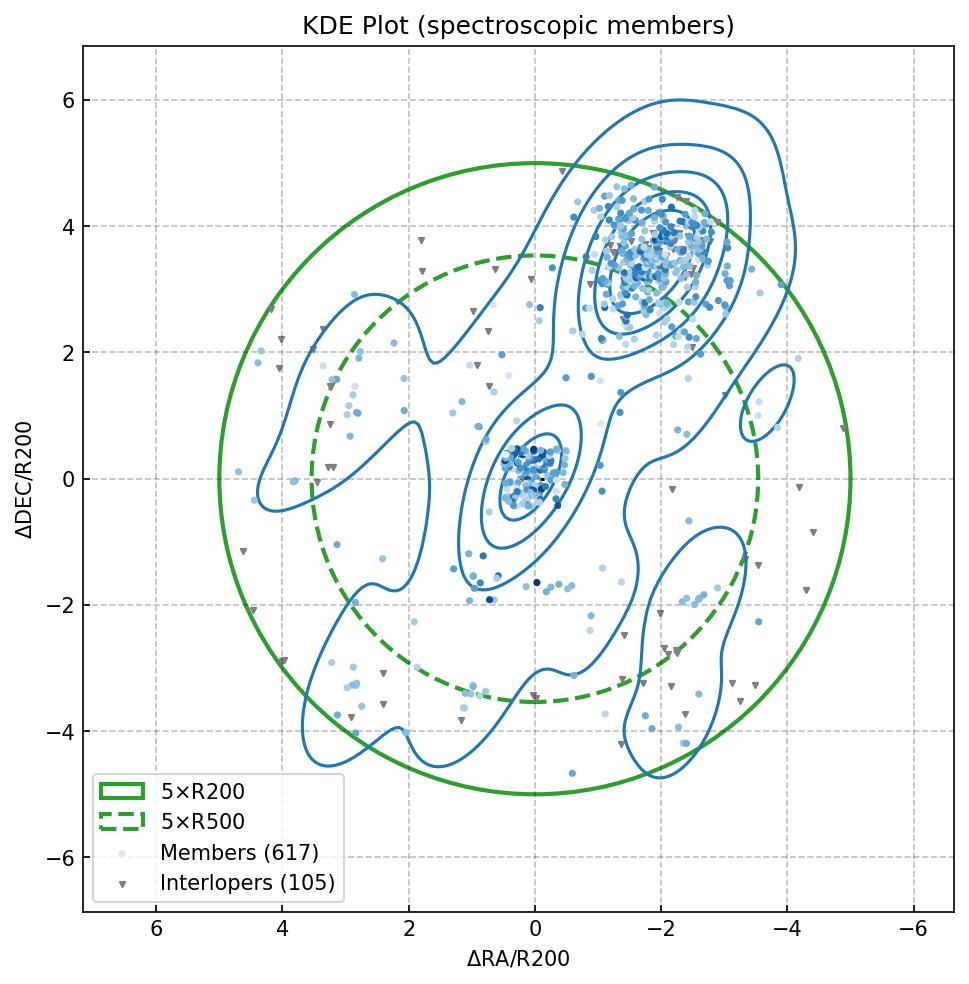 KDE Plot (spectroscopic members)
6
4
2
0
−2
−4
−6
ΔDEC/R200
5×R200
5×R500
Members (617)
Interlopers (105)
6
4
2
0
−2
−4
−6
ΔRA/R200